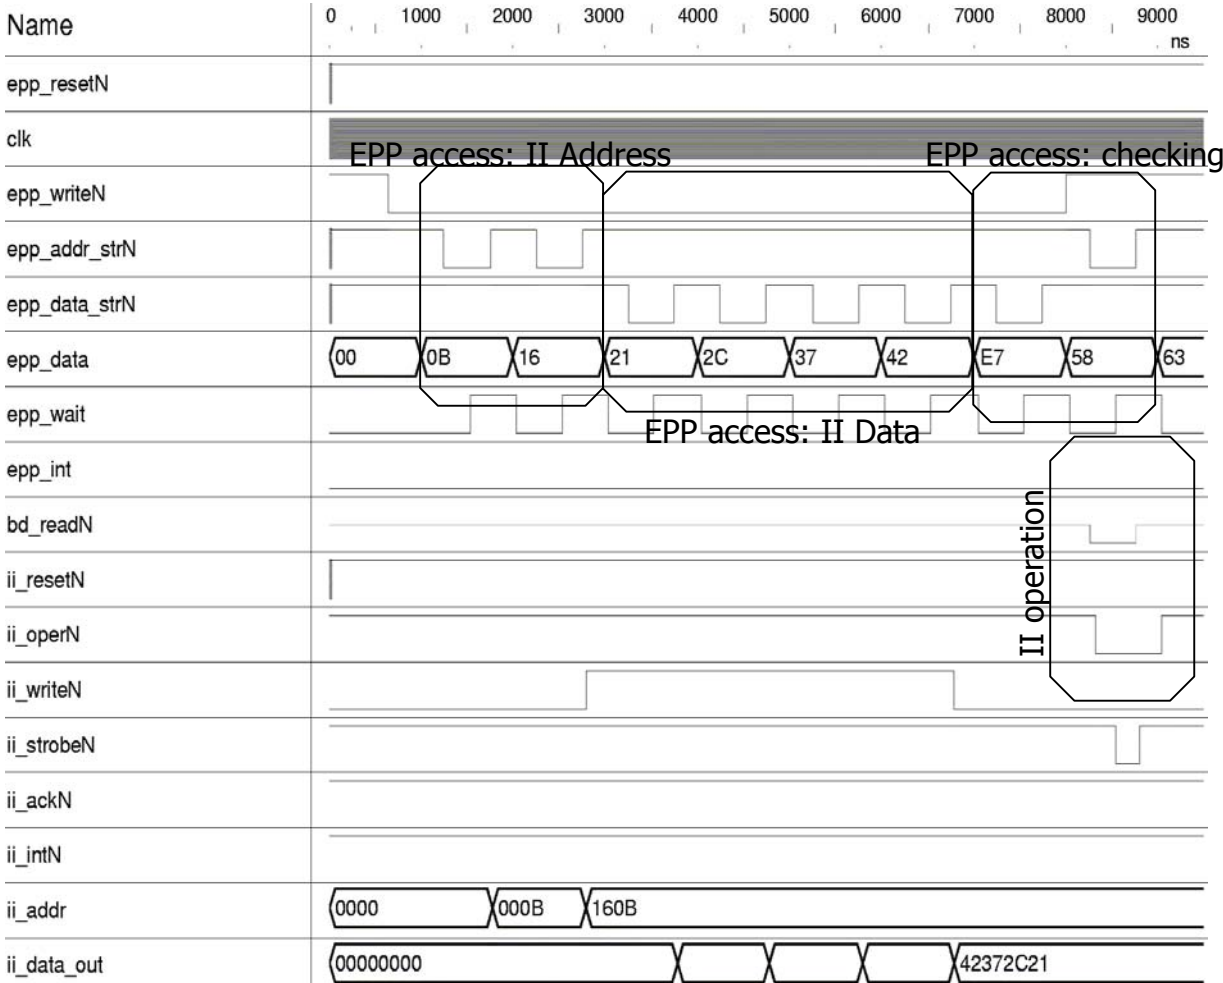 Name 0 1000 2000 3000 4000 5000 6000 7000 8000 9000
ns
epp_resetN
clk
EPP access: II Address EPP access: checking
epp_writeN
epp_addr_strN
epp_data_strN
epp_data 00 0B 16 21 2C 37 42 E7 58 63
epp_wait
EPP access: II Data
epp_int
bd_readN
II operation
ii_resetN
ii_operN
ii_writeN
ii_strobeN
ii_ackN
ii_intN
ii_addr 0000 000B 160B
ii_data_out 00000000 42372C21